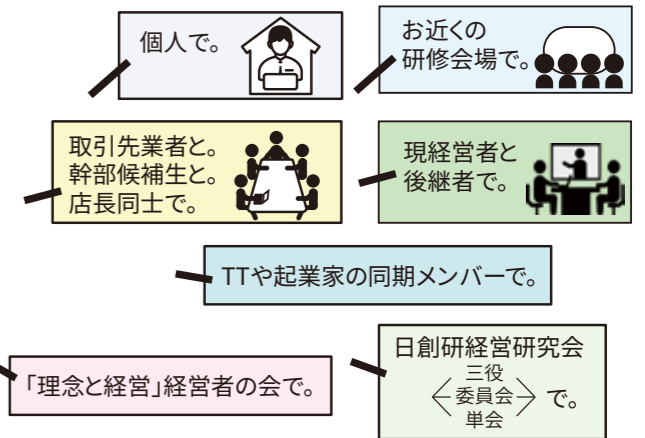 個人で。
お近くの
研修会場で。
取引先業者と。
幹部候補生と。
店長同士で。
現経営者と
後継者で。
TTや起業家の同期メンバーで。
「理念と経営」経営者の会で。
日創研経営研究会
三役
委員会
単会
で。